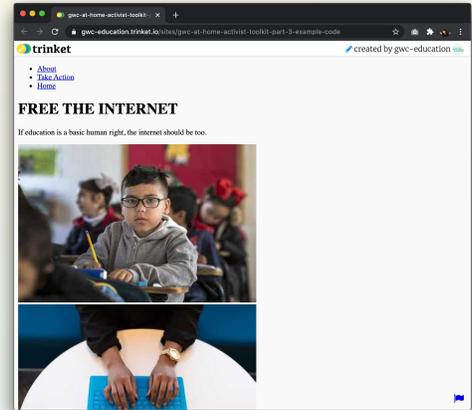 gwc-at-home-activist-toolkit-
gwc-education.trinket.io/sites/gwc-at-home-activist-toolkit-part-3-example-code
trinket
created by gwc-education
About
Take Action
Home
FREE THE INTERNET
If education is a basic human right, the internet should be too.